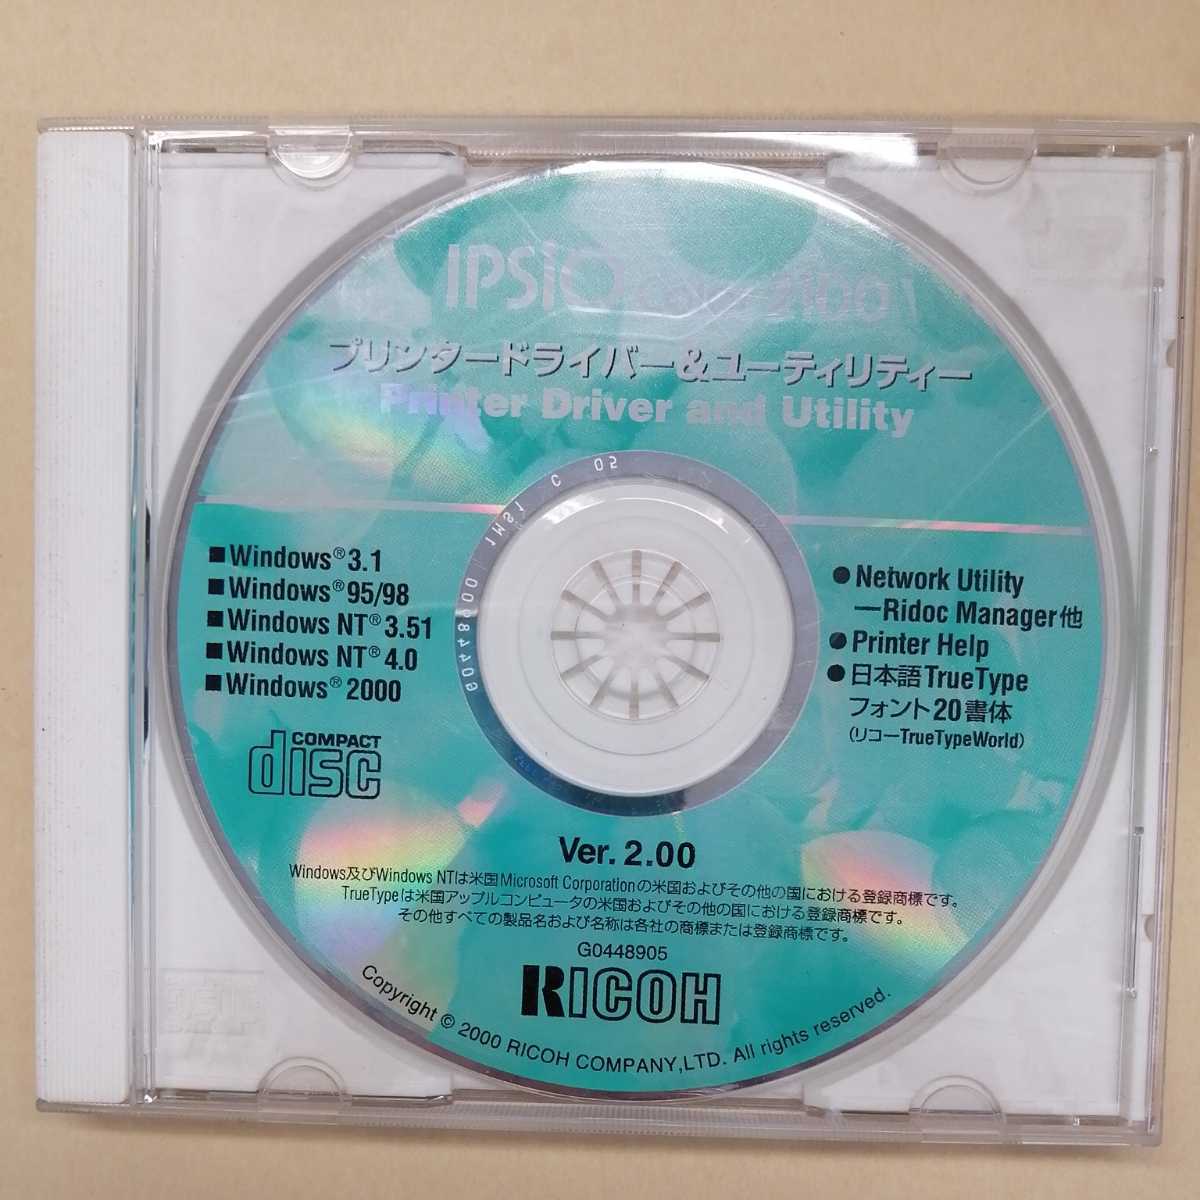 IPSiO Color 2100
プリンタードライバー&ユーティリティー
Printer Driver and Utility
■Windows®3.1
■Windows®95/98
■Windows NT®3.51
■Windows NT®4.0
■Windows®2000
COMPACT
disc
●Network Utility
—Ridoc Manager他
●Printer Help
●日本語TrueType
フォント20書体
(リコーTrueTypeWorld)
Ver. 2.00
Windows及びWindows NTは米国Microsoft Corporationの米国およびその他の国における登録商標です。
TrueTypeは米国アップルコンピュータの米国およびその他の国における登録商標です。
その他すべての製品名および名称は各社の商標または登録商標です。
G0448905
RICOH
Copyright © 2000 RICOH COMPANY,LTD. All rights reserved.